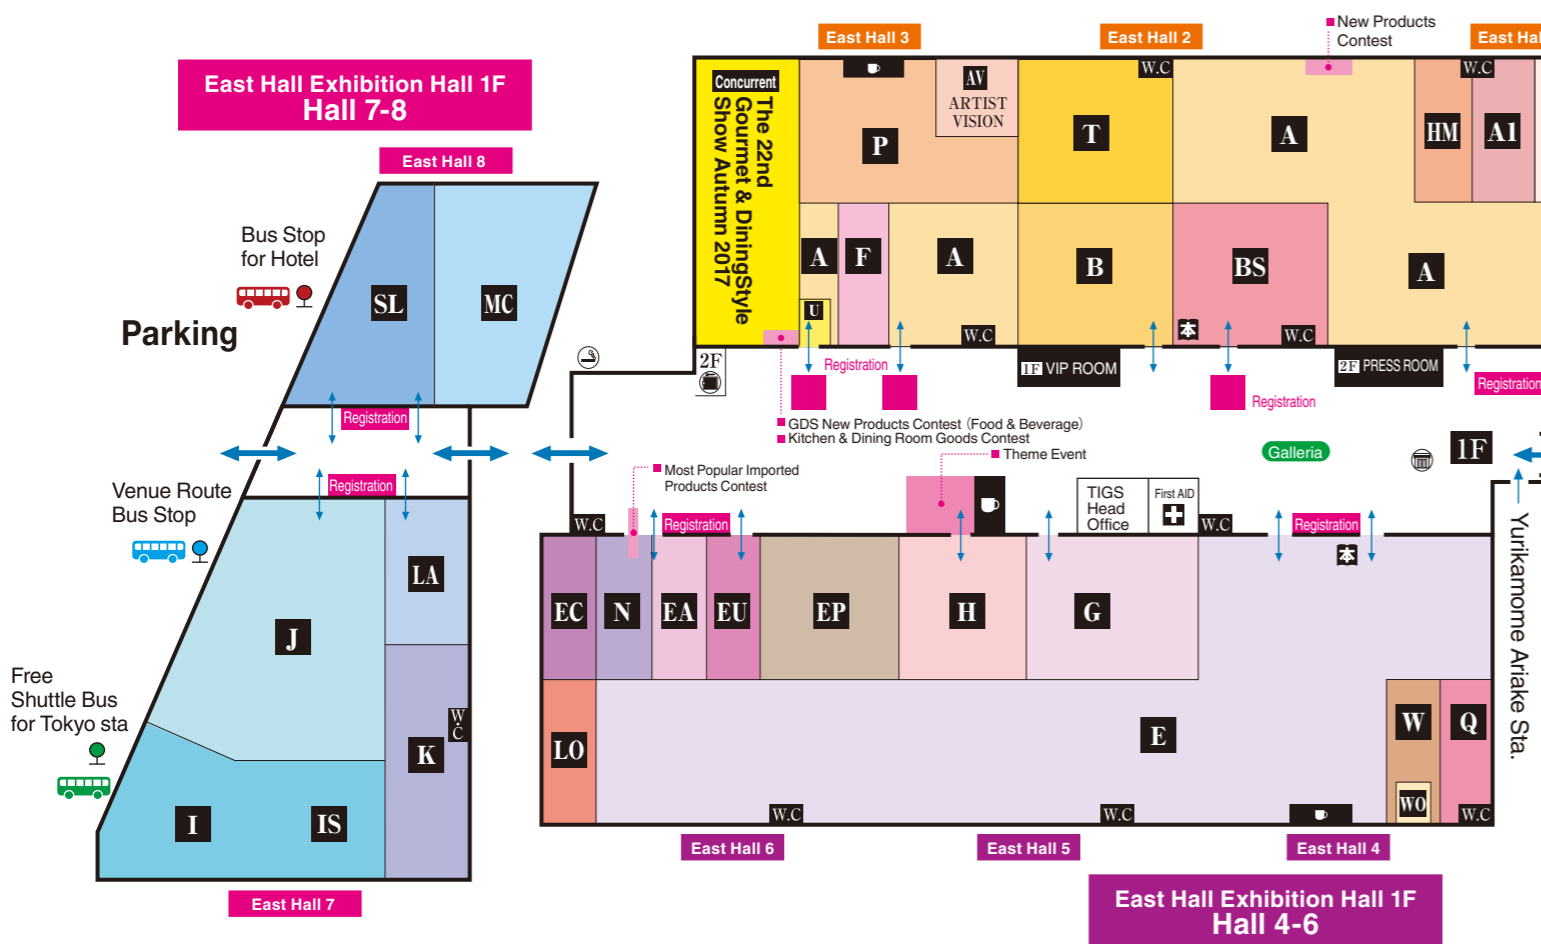 East Hall 3
East Hall 2
New Products
Contest
East Hal
East Hall Exhibition Hall 1F
Hall 7-8
East Hall 8
Concurrent
The 22nd
Gourmet & DiningStyle
Show Autumn 2017
P
AV
ARTIST
VISION
W.C
T
A
W.C
HM
A1
A
F
A
U
W.C
B
BS
本
W.C
A
Bus Stop
for Hotel
Parking
SL
MC
2F
Registration
1F VIP ROOM
Registration
2F PRESS ROOM
Registration
Registration
GDS New Products Contest (Food & Beverage)
Kitchen & Dining Room Goods Contest
Theme Event
Galleria
1F
Most Popular Imported
Products Contest
Registration
Venue Route
Bus Stop
W.C
Registration
TIGS
Head
Office
First AID
W.C
Registration
本
Yurikamome Ariake Sta.
LA
J
EC
N
EA
EU
EP
H
G
Free
Shuttle Bus
for Tokyo sta
W.C
K
I
IS
LO
E
W
Q
WO
W.C
W.C
W.C
East Hall 7
East Hall 6
East Hall 5
East Hall 4
East Hall Exhibition Hall 1F
Hall 4-6